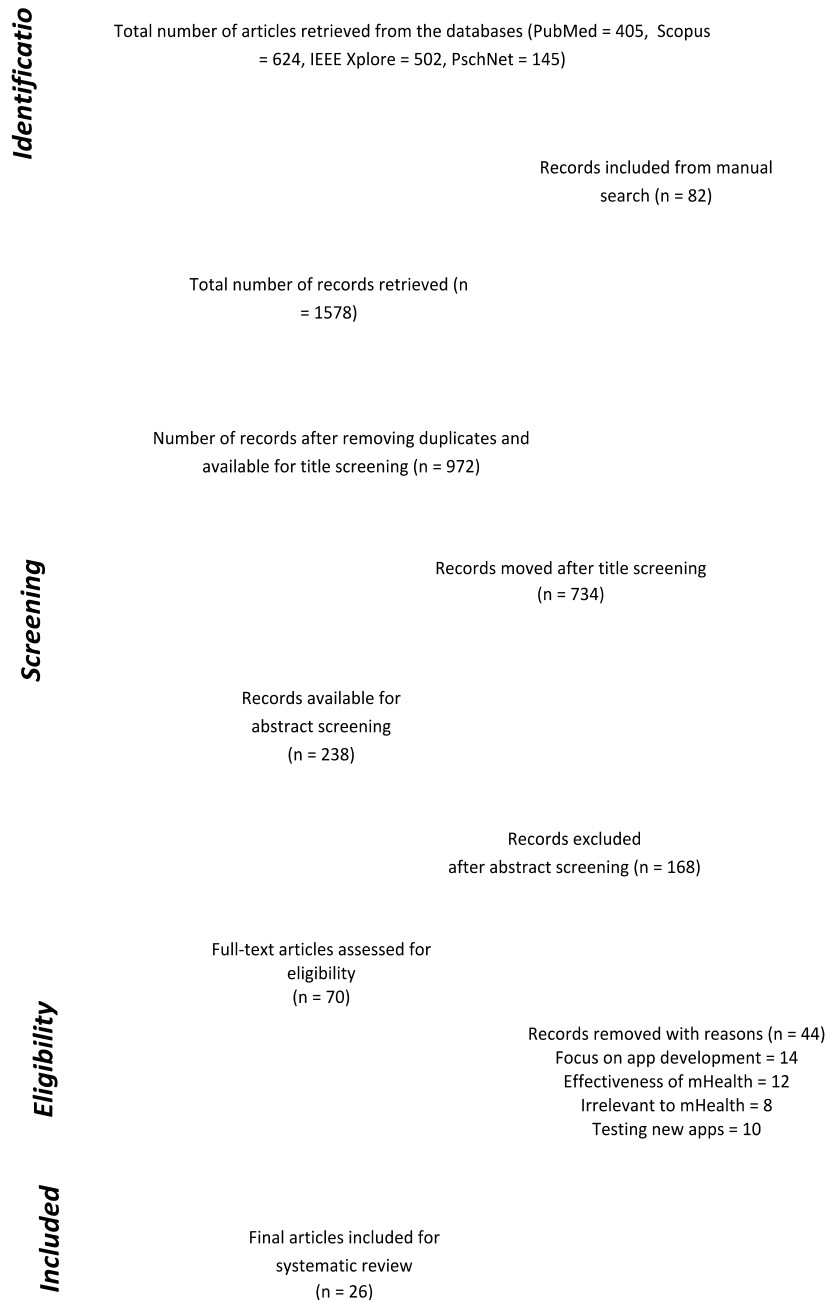 Identificatio
Total number of articles retrieved from the databases (PubMed = 405, Scopus
= 624, IEEE Xplore = 502, PschNet = 145)
Records included from manual
search (n = 82)
Total number of records retrieved (n
= 1578)
Number of records after removing duplicates and
available for title screening (n = 972)
Screening
Records moved after title screening
(n = 734)
Records available for
abstract screening
(n = 238)
Records excluded
after abstract screening (n = 168)
Full-text articles assessed for
eligibility
(n = 70)
Eligibility
Records removed with reasons (n = 44)
Focus on app development = 14
Effectiveness of mHealth = 12
Irrelevant to mHealth = 8
Testing new apps = 10
Included
Final articles included for
systematic review
(n = 26)